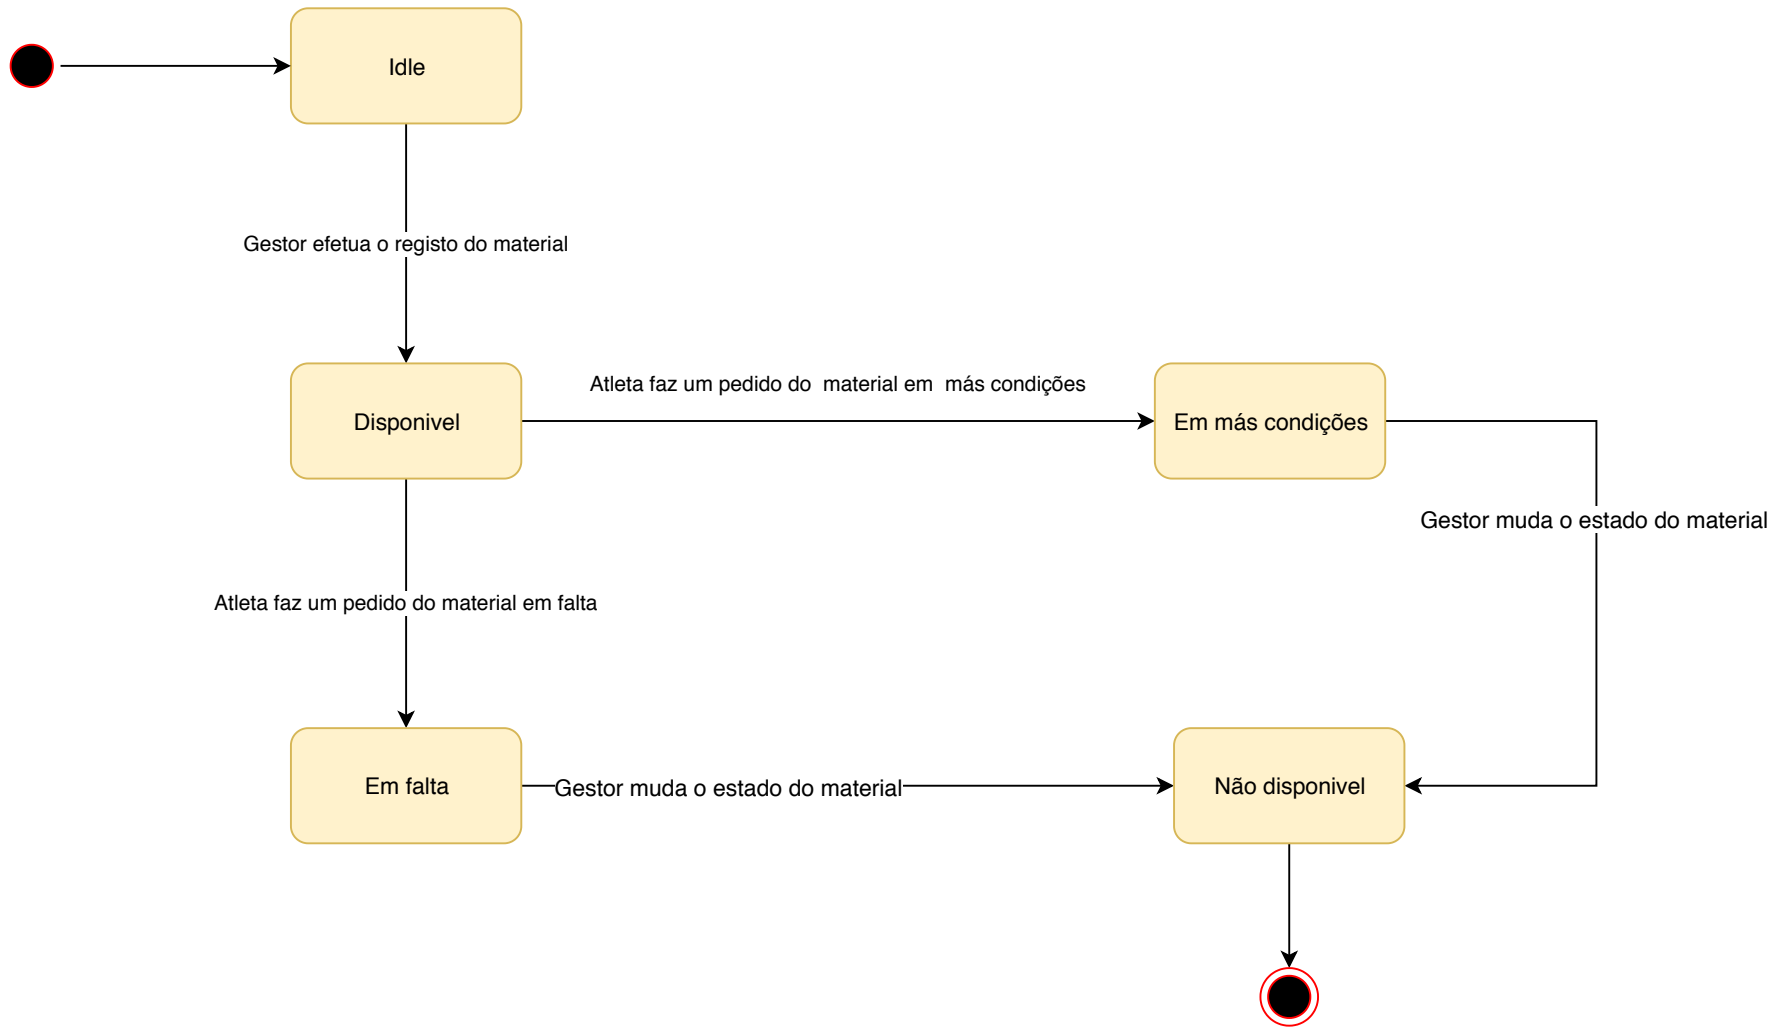 Idle
Gestor efetua o registo do material
Atleta faz um pedido do  material em  más condições
Disponivel
Em más condições
Gestor muda o estado do material
Atleta faz um pedido do material em falta
Em falta
Gestor muda o estado do material
Não disponivel